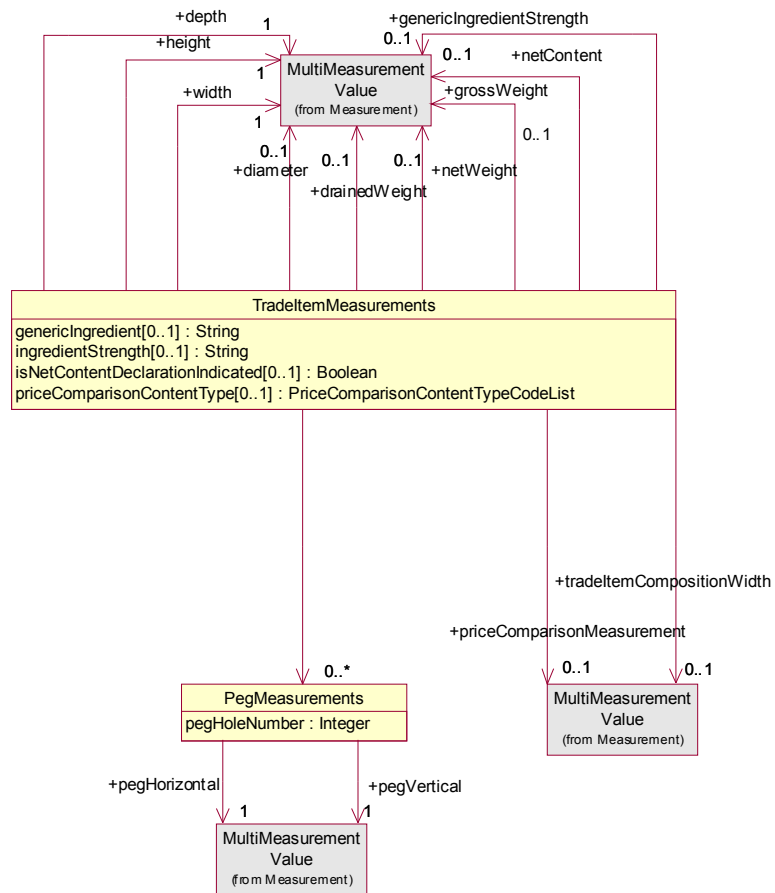 +depth
1
+genericIngredientStrength
0..1
+height
1
0..1
+netContent
MultiMeasurement
Value
(from Measurement)
+width
1
+grossWeight
0..1
0..1
+diameter
0..1
+drainedWeight
0..1
+netWeight
TradeItemMeasurements
genericIngredient[0..1] : String
ingredientStrength[0..1] : String
isNetContentDeclarationIndicated[0..1] : Boolean
priceComparisonContentType[0..1] : PriceComparisonContentTypeCodeList
+tradeItemCompositionWidth
+priceComparisonMeasurement
0..*
0..1
0..1
PegMeasurements
pegHoleNumber : Integer
MultiMeasurement
Value
(from Measurement)
+pegHorizontal
1
+pegVertical
1
MultiMeasurement
Value
(from Measurement)